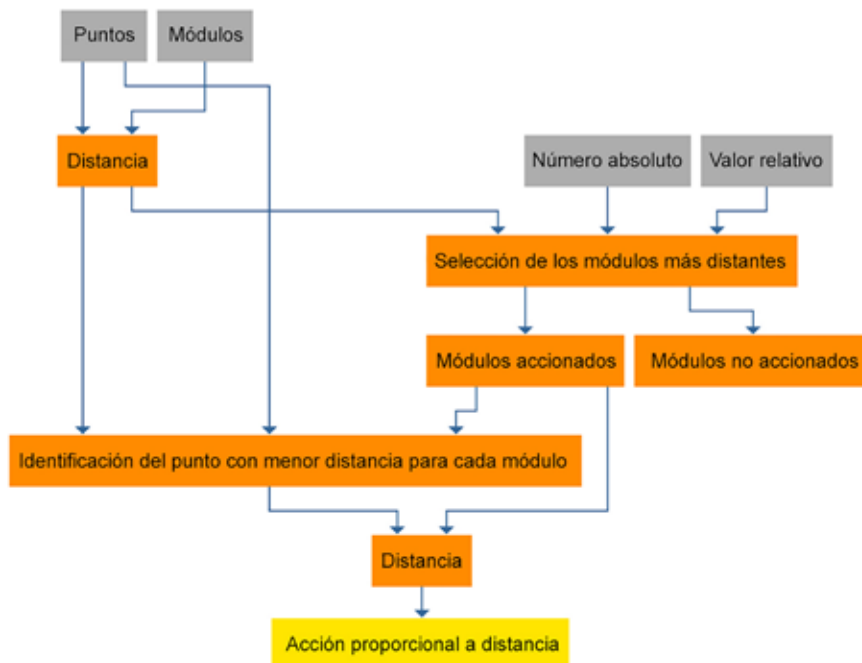 Puntos
Módulos
Distancia
Número absoluto
Valor relativo
Selección de los módulos más distantes
Módulos accionados
Módulos no accionados
Identificación del punto con menor distancia para cada módulo
Distancia
Acción proporcional a distancia